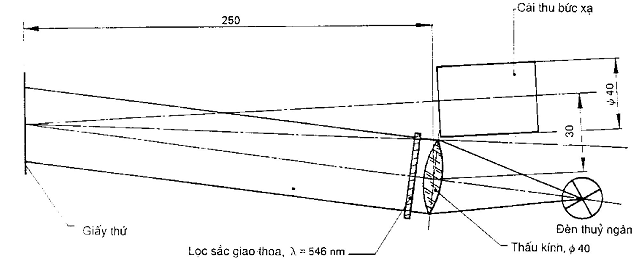 250
Cái thu bức xạ
ϕ 40
30
Giấy thứ
Lọc sắc giao thoa, λ = 546 nm
Thấu kính, ϕ 40
Đèn thuỷ ngân